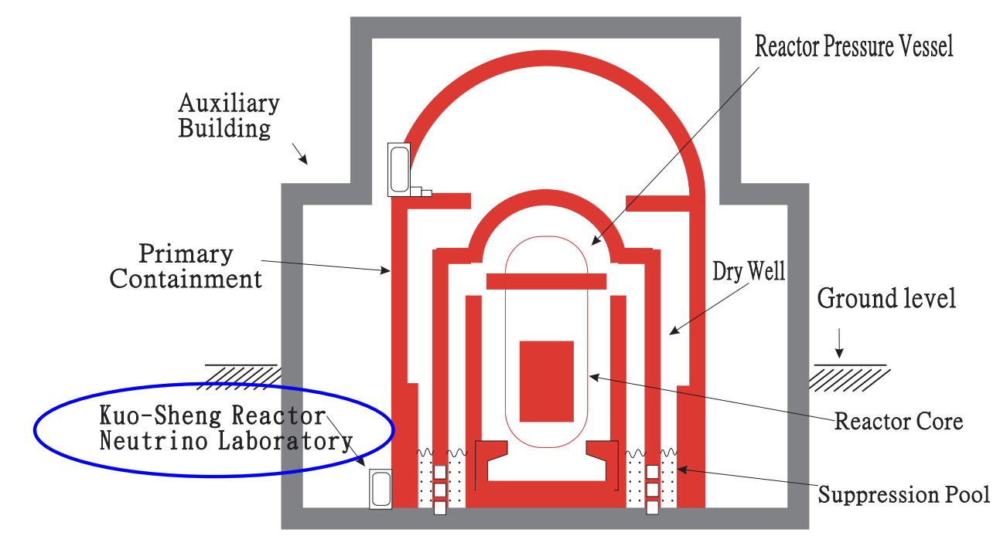 Reactor Pressure Vessel
Auxiliary
Building
Primary
Containment
Dry Well
Ground level
Kuo-Sheng Reactor
Neutrino Laboratory
Reactor Core
Suppression Pool